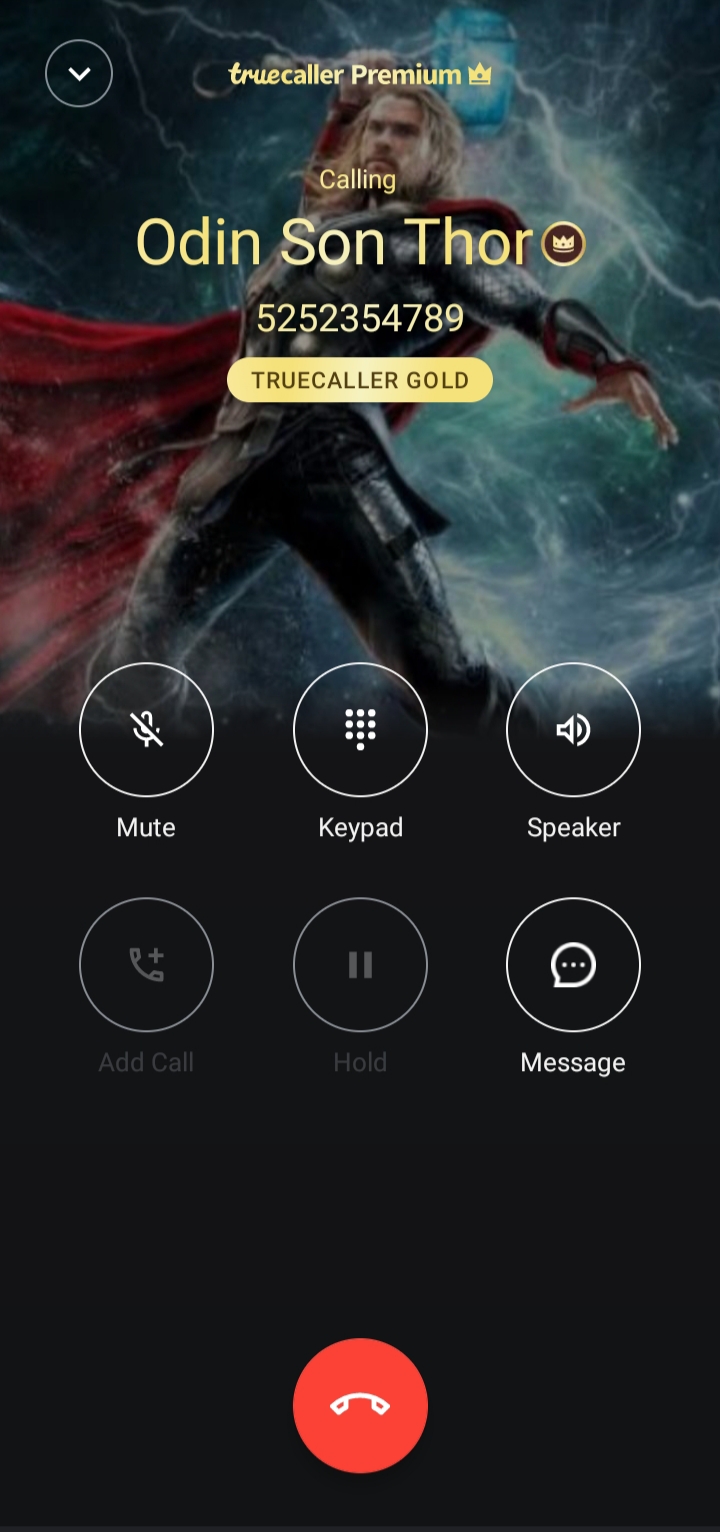 truecaller Premium
Calling
Odin Son Thor
5252354789
TRUECALLER GOLD
Mute
Keypad
Speaker
Add Call
Hold
Message